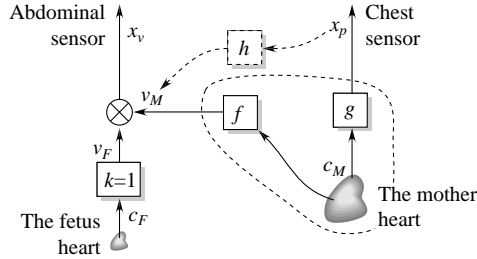 Abdominal
sensor
x_v
Chest
sensor
x_p
h
v_M
f
g
v_F
c_M
k=1
The fetus
heart
c_F
The mother
heart